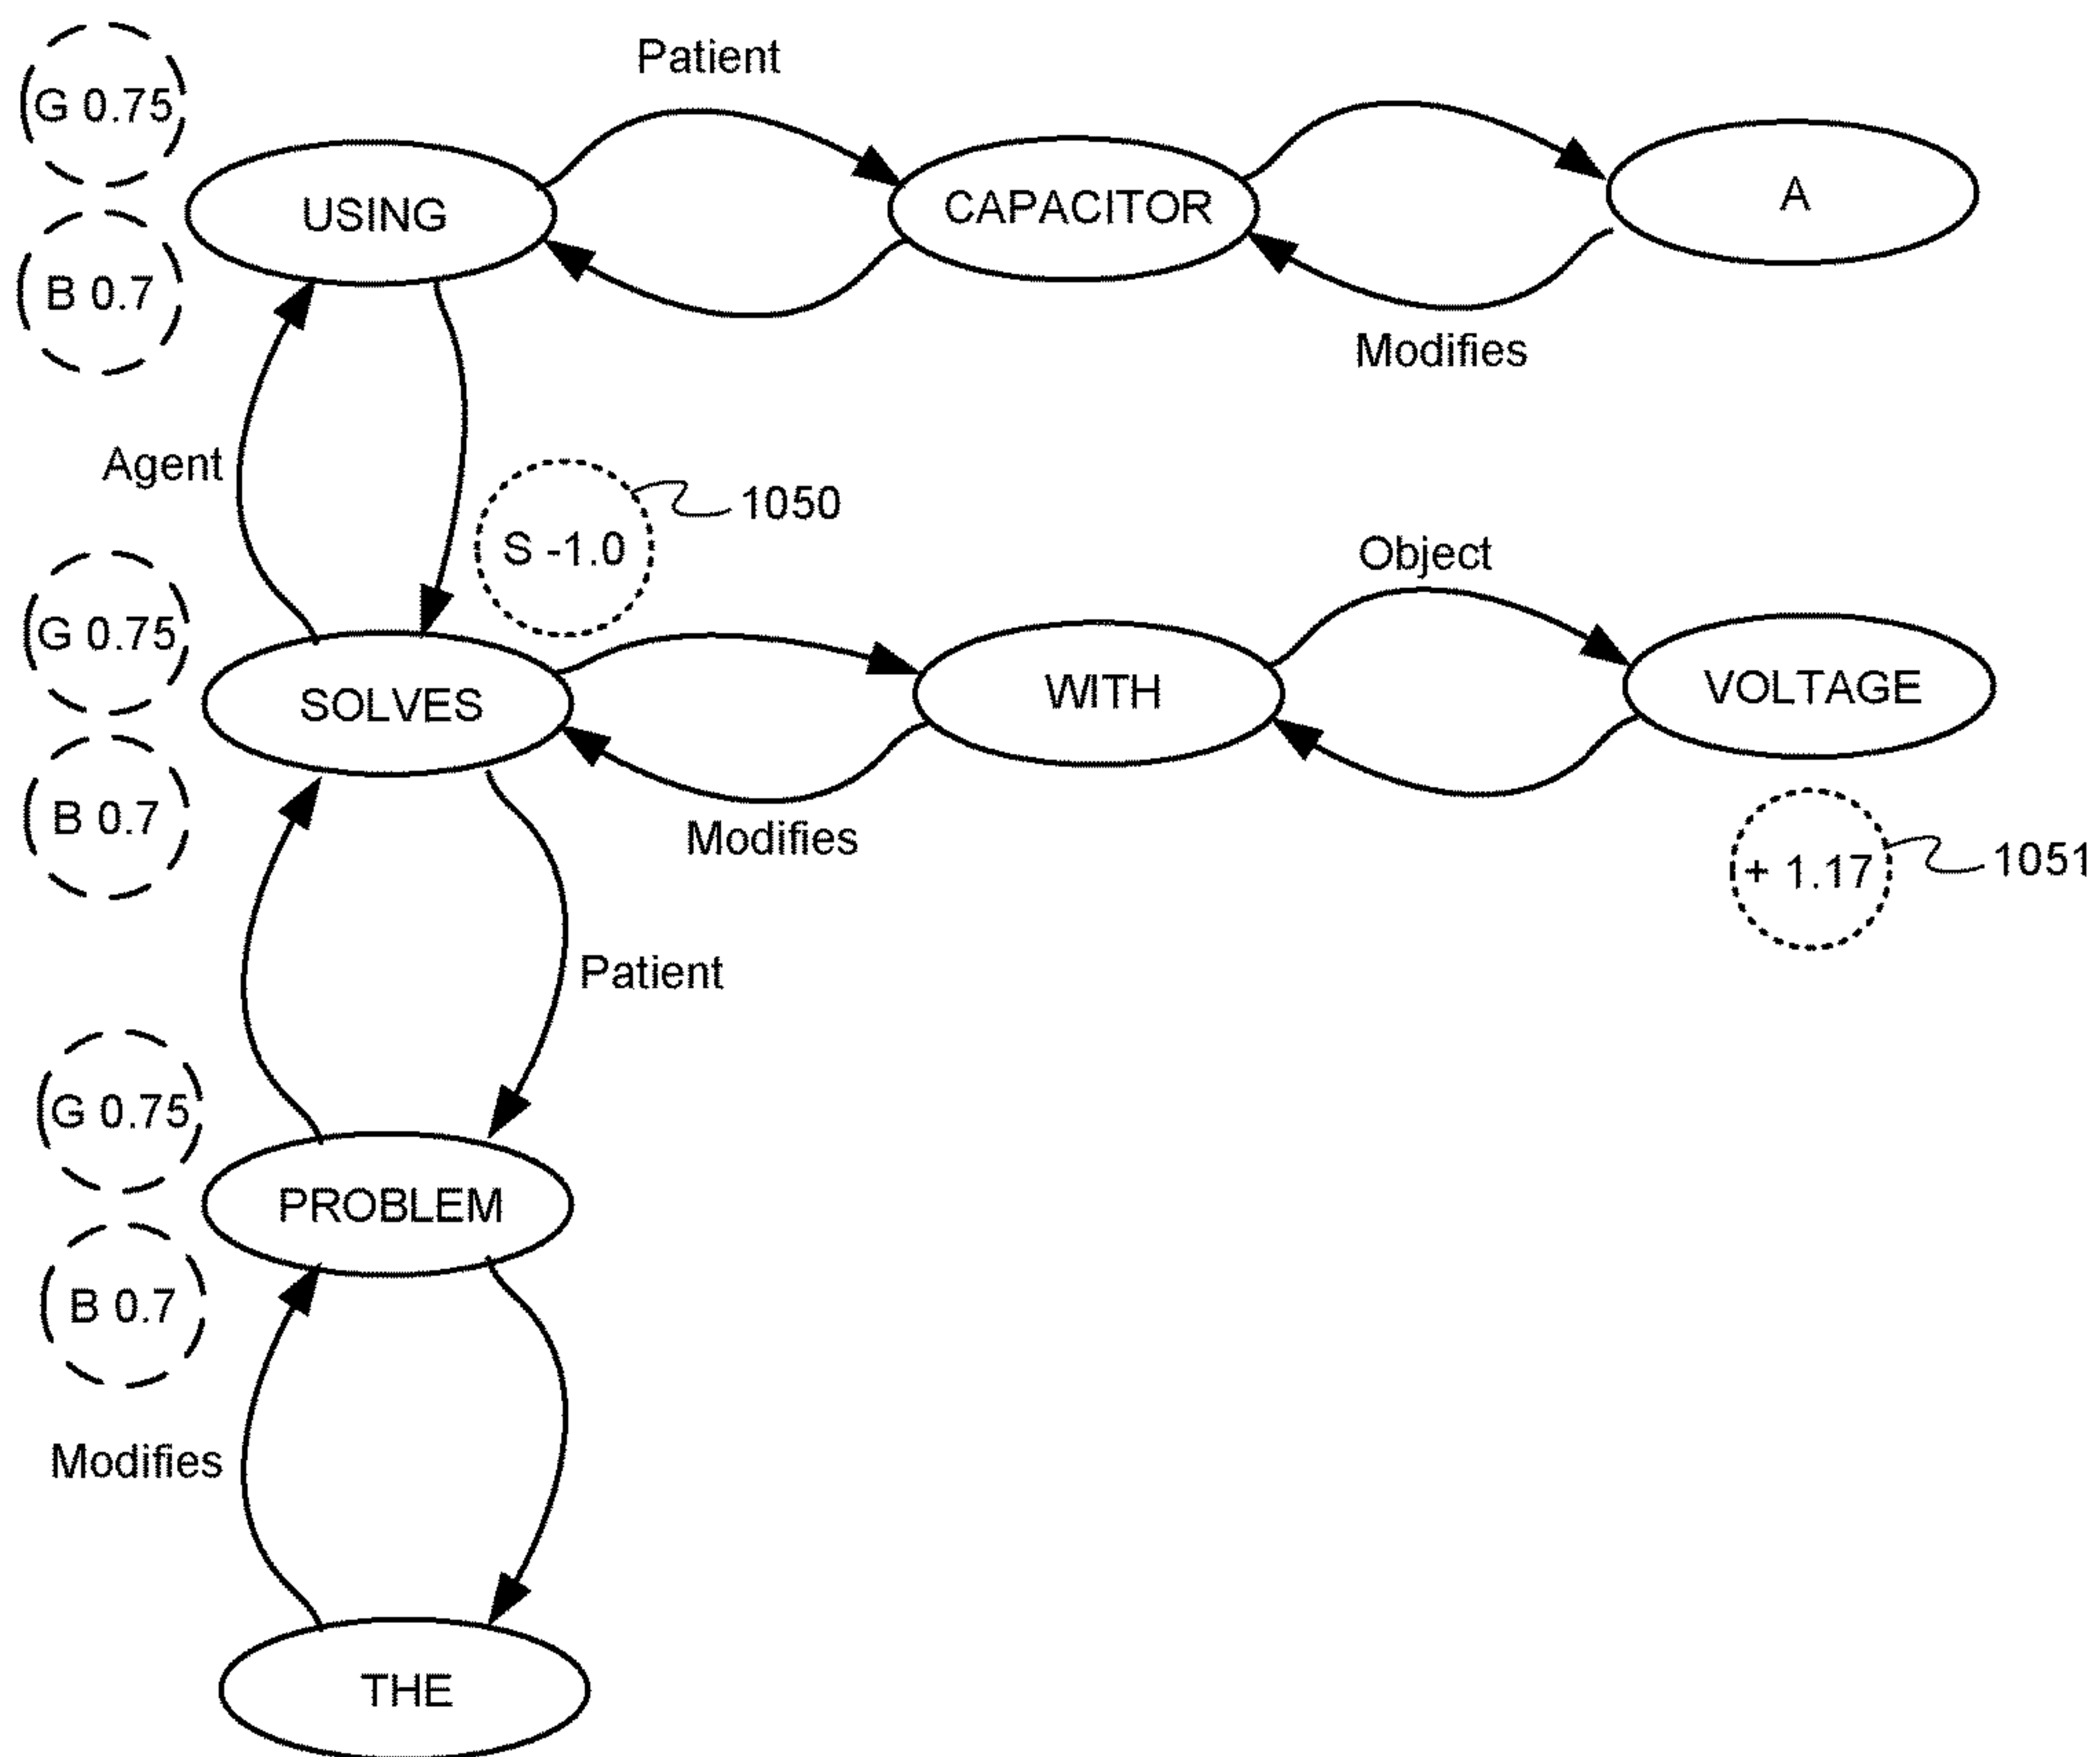 Patient
G 0.75
USING
CAPACITOR
A
B 0.7
Modifies
Agent
1050
S -1.0
Object
G 0.75
SOLVES
WITH
VOLTAGE
B 0.7
Modifies
+ 1.17
1051
Patient
G 0.75
PROBLEM
B 0.7
Modifies
THE